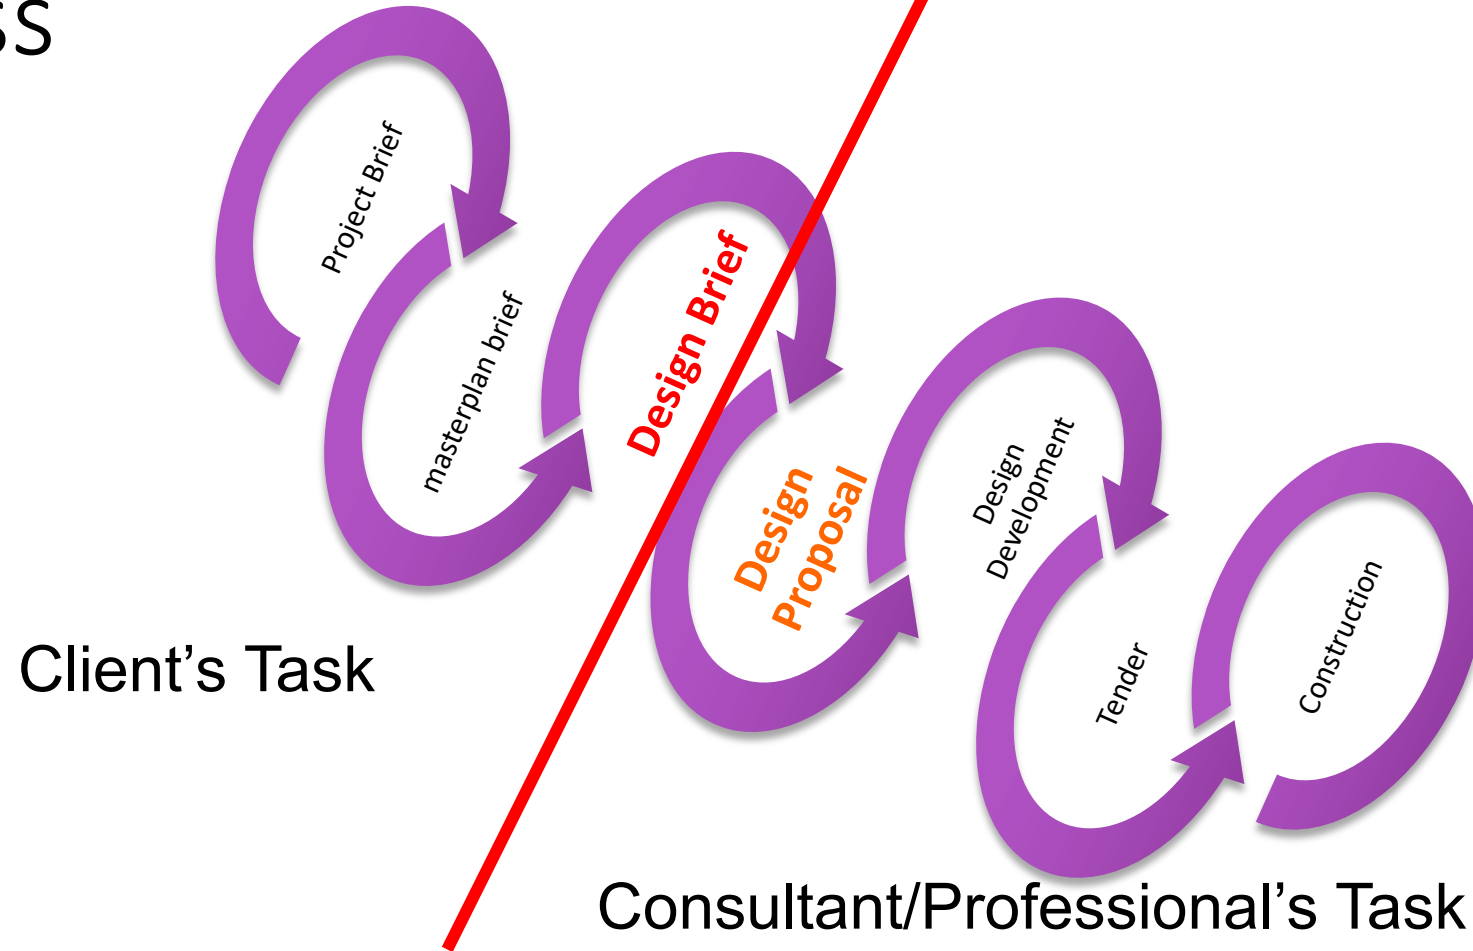 ss
Project Brief
masterplan brief
Design Brief
Design
Proposal
Design
Development
Tender
Construction
Client’s Task
Consultant/Professional’s Task